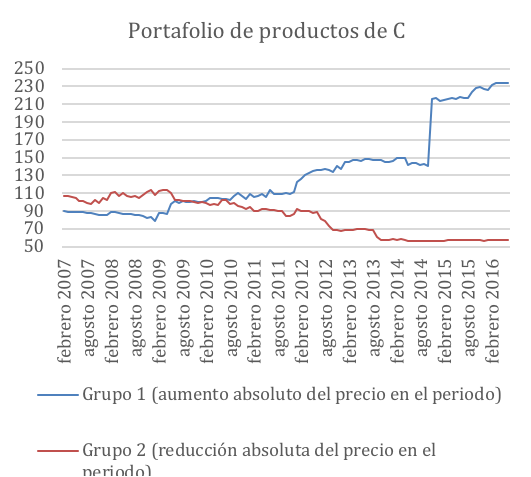 Portafolio de productos de C
250
230
210
190
170
150
130
110
90
70
50
febrero 2007
agosto 2007
febrero 2008
agosto 2008
febrero 2009
agosto 2009
febrero 2010
agosto 2010
febrero 2011
agosto 2011
febrero 2012
agosto 2012
febrero 2013
agosto 2013
febrero 2014
agosto 2014
febrero 2015
agosto 2015
febrero 2016
Grupo 1 (aumento absoluto del precio en el periodo)
Grupo 2 (reducción absoluta del precio en el
periodo)